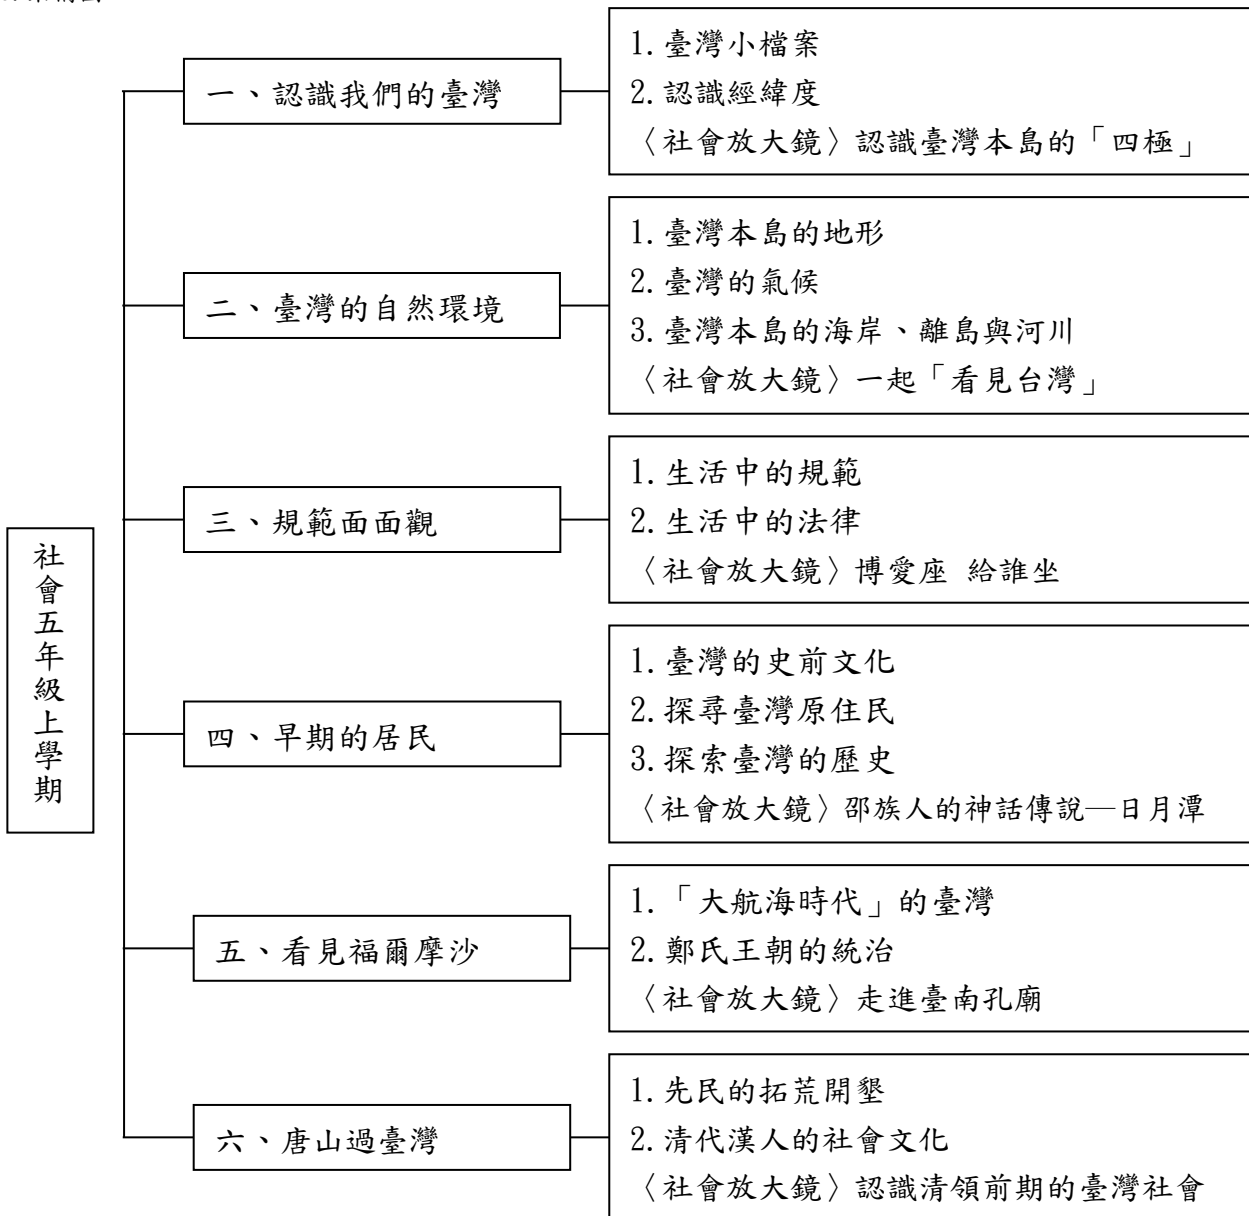 社會五年級上學期
一、認識我們的臺灣
1.臺灣小檔案
2.認識經緯度
〈社會放大鏡〉認識臺灣本島的「四極」
二、臺灣的自然環境
1.臺灣本島的地形
2.臺灣的氣候
3.臺灣本島的海岸、離島與河川
〈社會放大鏡〉一起「看見台灣」
三、規範面面觀
1.生活中的規範
2.生活中的法律
〈社會放大鏡〉博愛座 給誰坐
四、早期的居民
1.臺灣的史前文化
2.探尋臺灣原住民
3.探索臺灣的歷史
〈社會放大鏡〉邵族人的神話傳說─日月潭
五、看見福爾摩沙
1.「大航海時代」的臺灣
2.鄭氏王朝的統治
〈社會放大鏡〉走進臺南孔廟
六、唐山過臺灣
1.先民的拓荒開墾
2.清代漢人的社會文化
〈社會放大鏡〉認識清領前期的臺灣社會